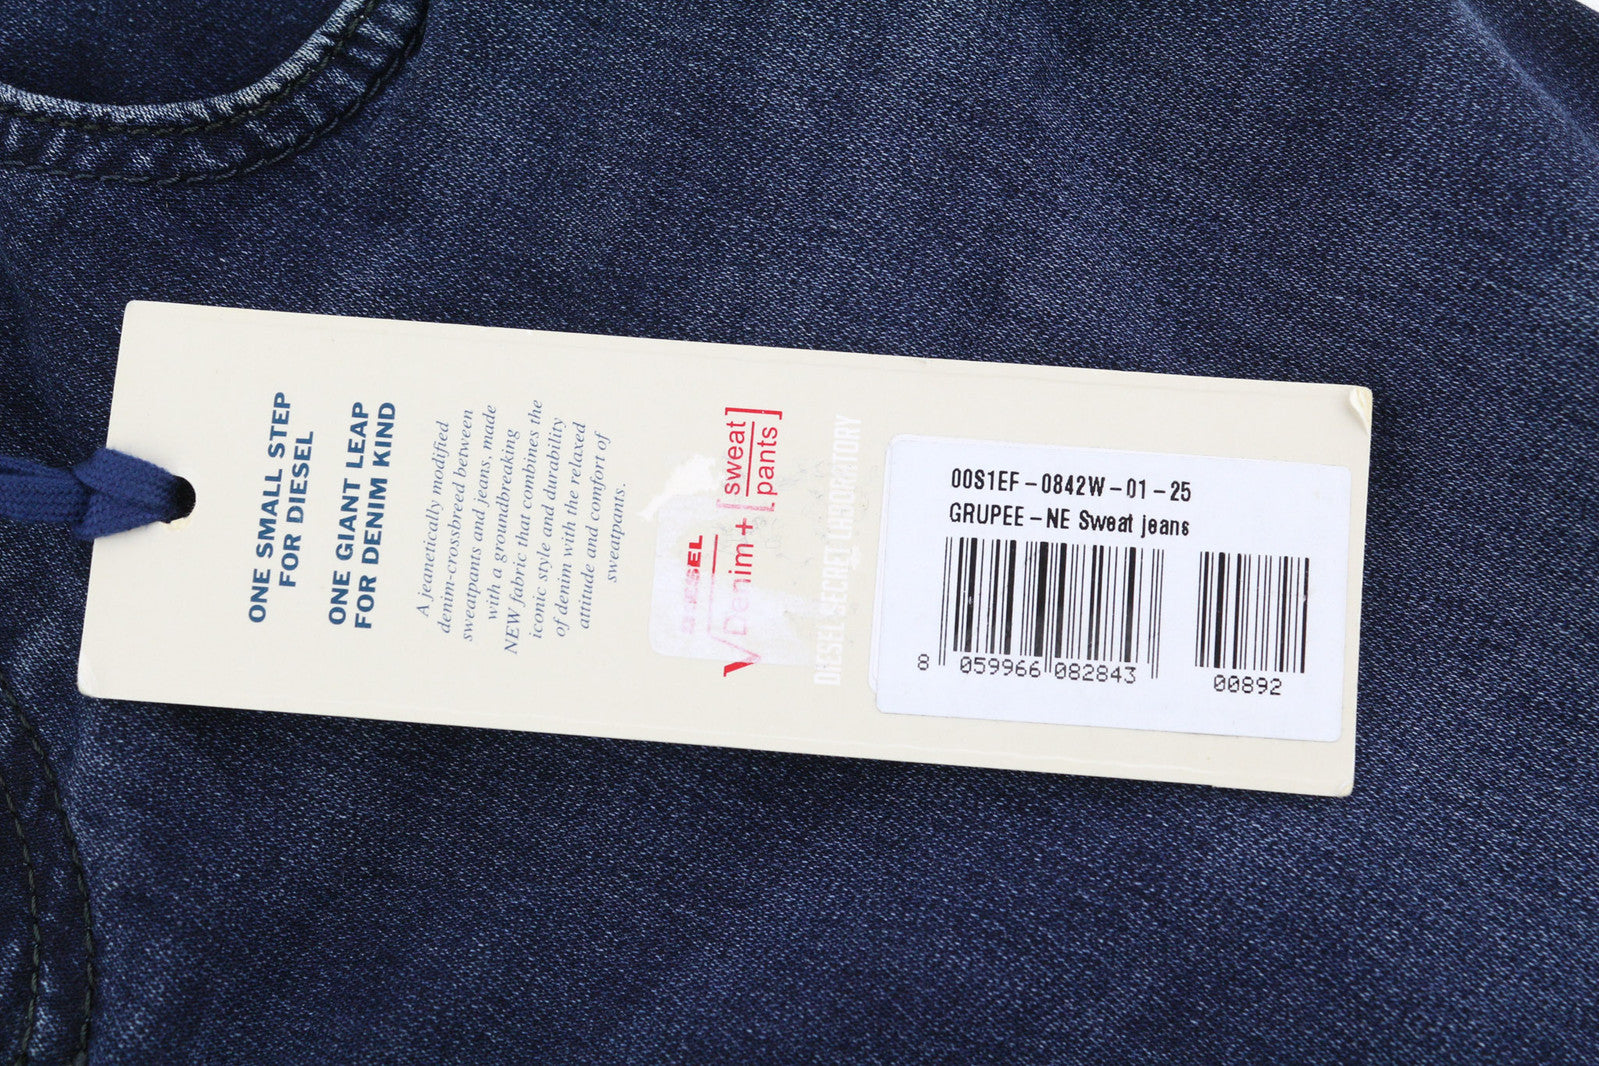 ONE SMALL STEP
FOR DIESEL
ONE GIANT LEAP
FOR DENIM KIND
A jeanetically modified
denim-crossbreed between
sweatpants and jeans, made
with a groundbreaking
NEW fabric that combines the
iconic style and durability
of denim with the relaxed
attitude and comfort of
sweatpants.
DIESEL
Denim+[sweat
pants]
DIESEL SECRET LABORATORY
00S1EF-0842W-01-25
GRUPEE-NE Sweat jeans
8 059966 082843
00892